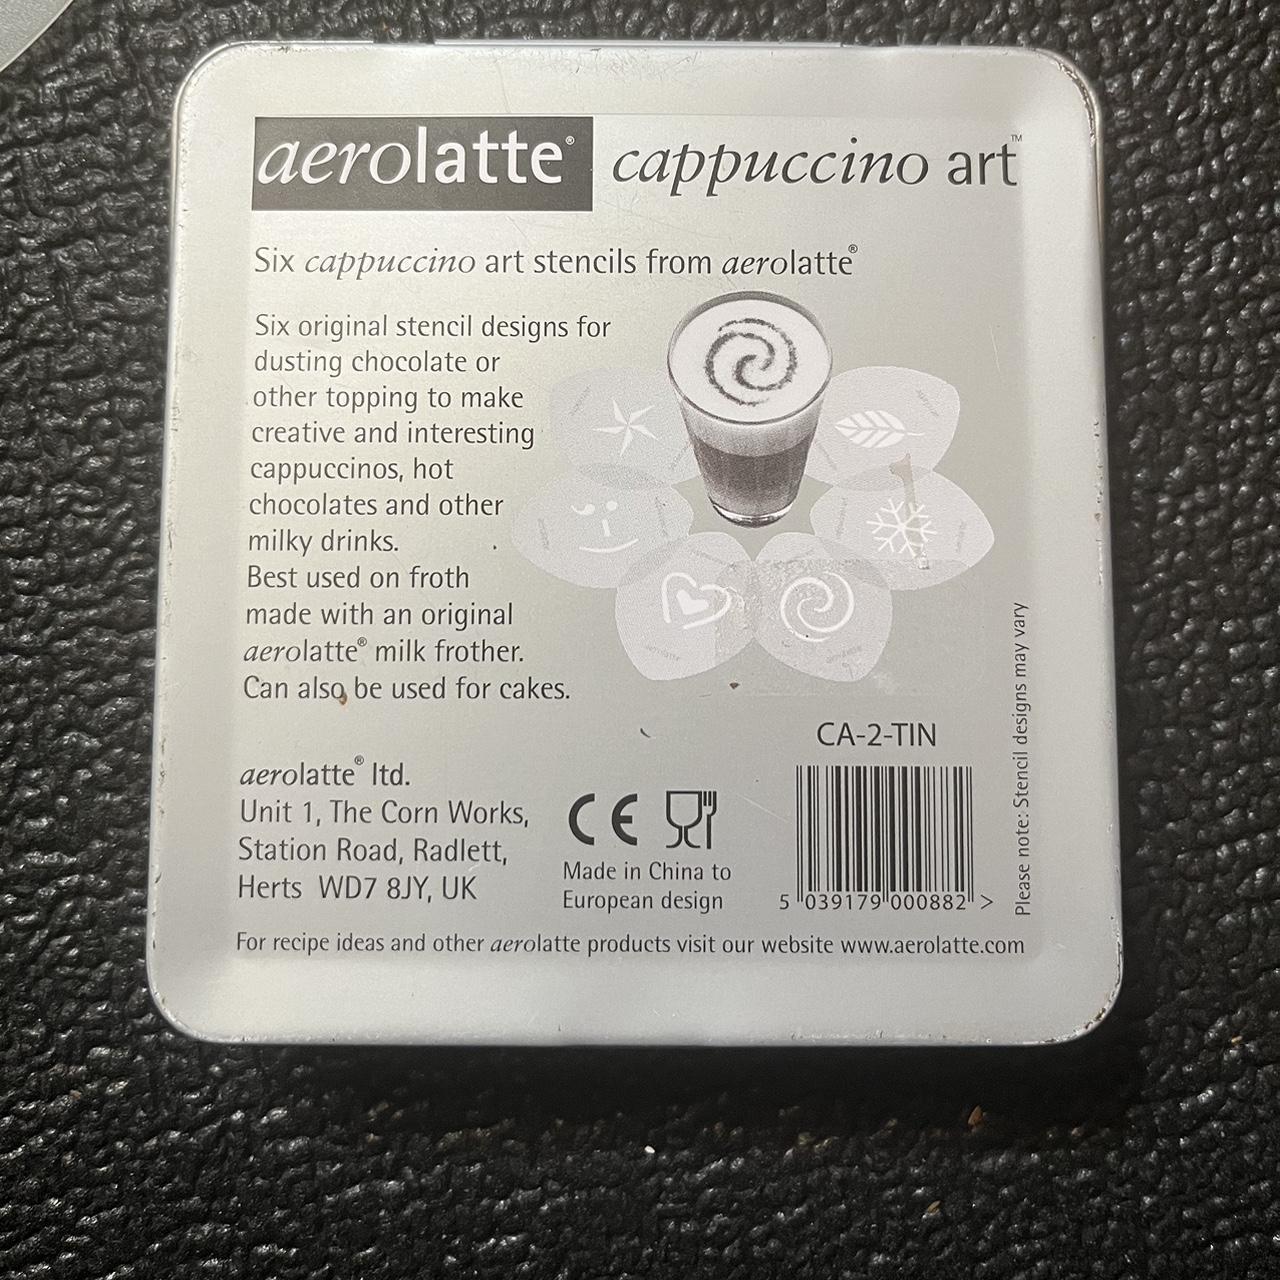 aerolatte® cappuccino art™
Six cappuccino art stencils from aerolatte®
Six original stencil designs for
dusting chocolate or
other topping to make
creative and interesting
cappuccinos, hot
chocolates and other
milky drinks.
Best used on froth
made with an original
aerolatte® milk frother.
Can also be used for cakes.
aerolatte® ltd.
Unit 1, The Corn Works,
Station Road, Radlett,
Herts WD7 8JY, UK
CE
Made in China to
European design
CA-2-TIN
5 039179 000882 >
Please note: Stencil designs may vary
For recipe ideas and other aerolatte products visit our website www.aerolatte.com